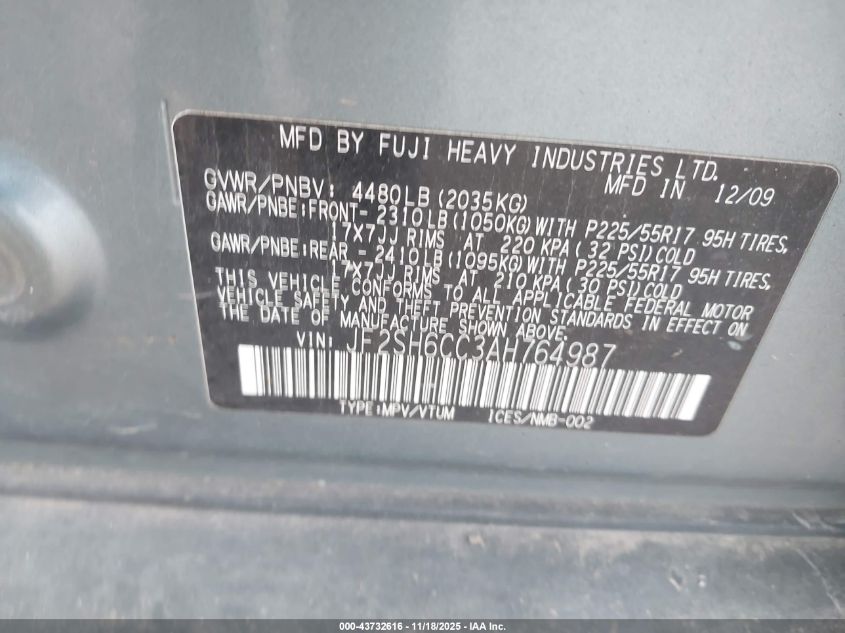 MFD BY FUJI HEAVY INDUSTRIES LTD.
MFD IN 12/09
GVWR/PNBV: 4480LB (2035KG)
GAWR/PNBE:FRONT- 2310LB(1050KG)WITH P225/55R17 95H TIRES,
17X7JJ RIMS AT 220 KPA( 32 PSI)COLD
GAWR/PNBE:REAR - 2410LB(1095KG)WITH P225/55R17 95H TIRES,
17X7JJ RIMS AT 210 KPA( 30 PSI)COLD
THIS VEHICLE CONFORMS TO ALL APPLICABLE FEDERAL MOTOR
VEHICLE SAFETY AND THEFT PREVENTION STANDARDS IN EFFECT ON
THE DATE OF MANUFACTURE SHOWN ABOVE.
VIN: JF2SH6CC3AH764987
TYPE:MPV/VTUM ICES/NMB-002
000-43732616 - 11/18/2025 - IAA Inc.